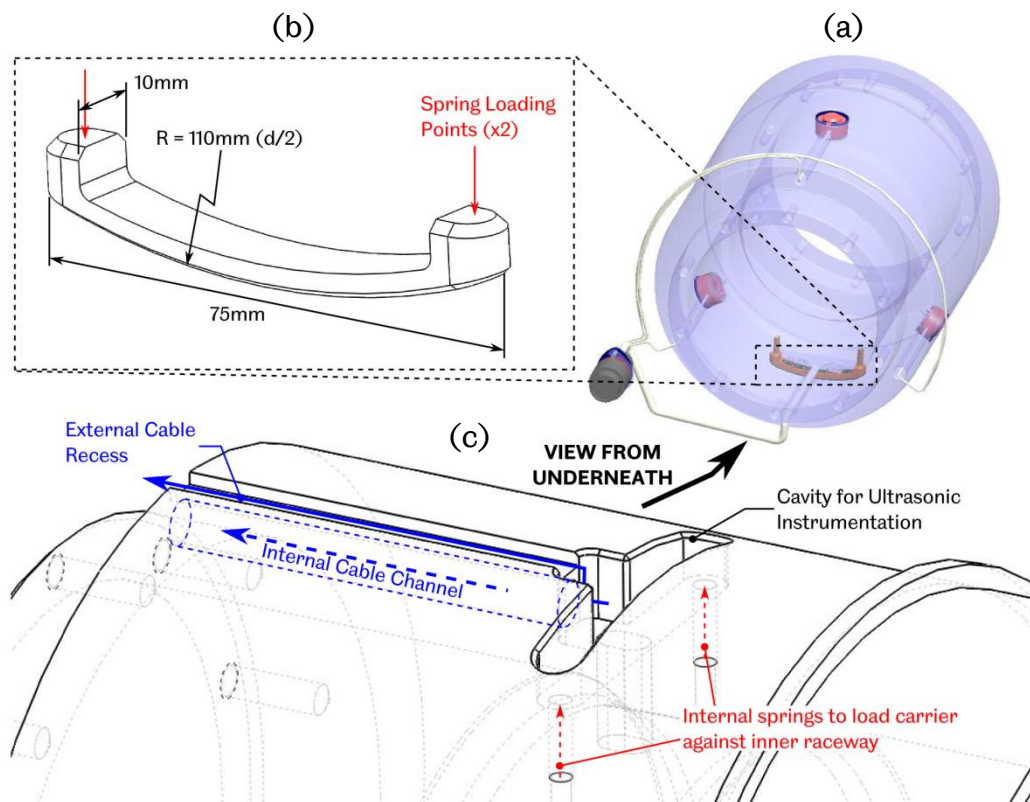 (b)
(a)
10mm
R = 110mm (d/2)
Spring Loading
Points (x2)
75mm
(c)
External Cable
Recess
VIEW FROM
UNDERNEATH
Cavity for Ultrasonic
Instrumentation
Internal Cable Channel
Internal springs to load carrier
against inner raceway